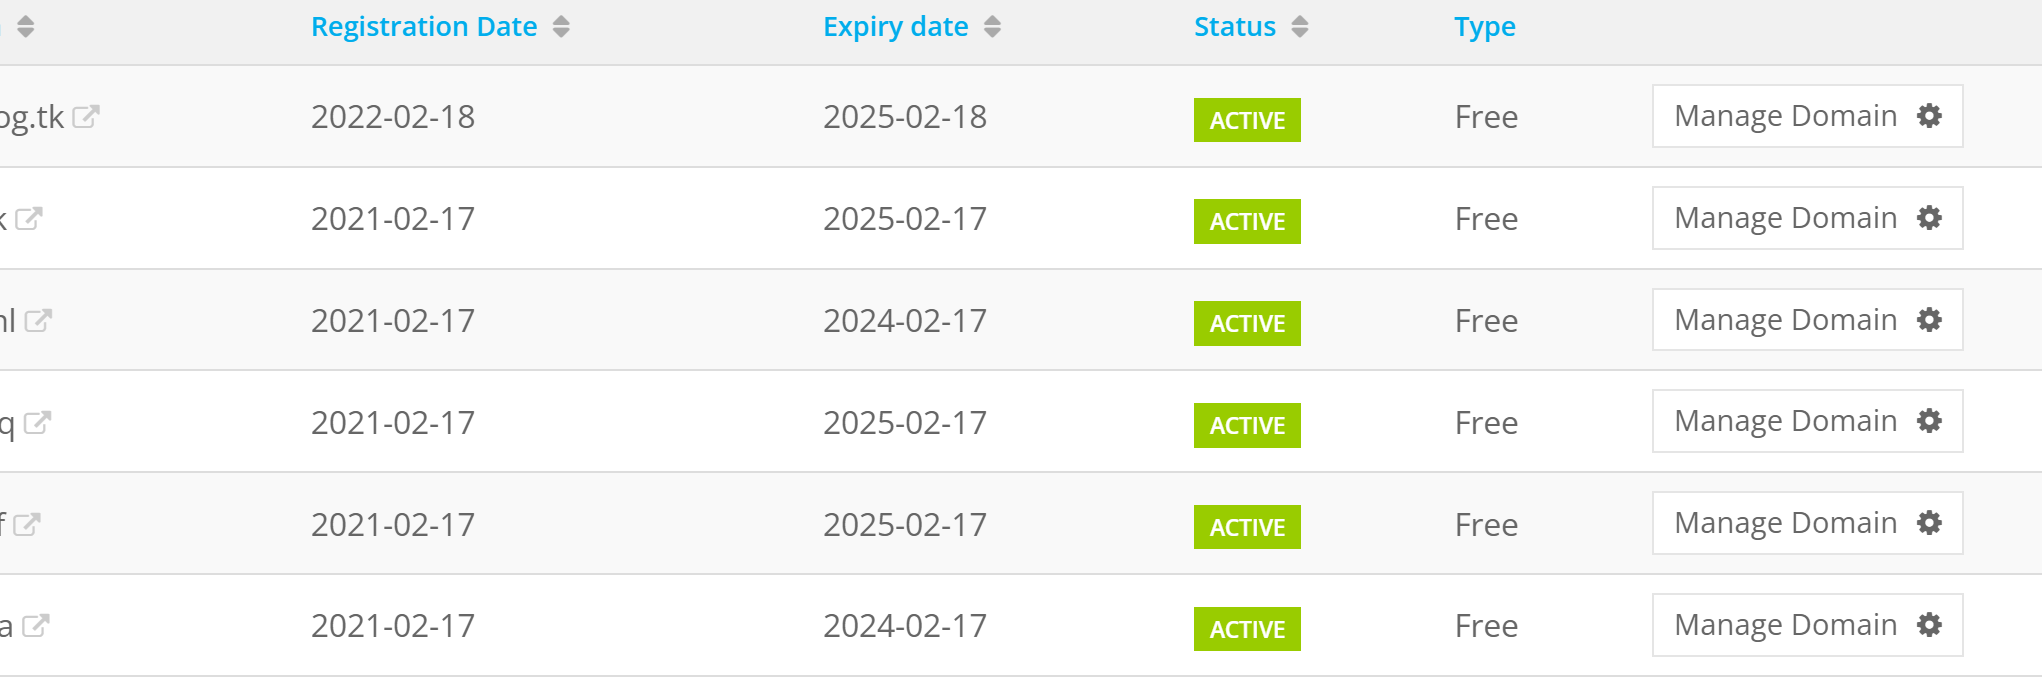 Registration Date Expiry date Status Type
og.tk 2022-02-18 2025-02-18 ACTIVE Free Manage Domain
k 2021-02-17 2025-02-17 ACTIVE Free Manage Domain
nl 2021-02-17 2024-02-17 ACTIVE Free Manage Domain
q 2021-02-17 2025-02-17 ACTIVE Free Manage Domain
f 2021-02-17 2025-02-17 ACTIVE Free Manage Domain
a 2021-02-17 2024-02-17 ACTIVE Free Manage Domain